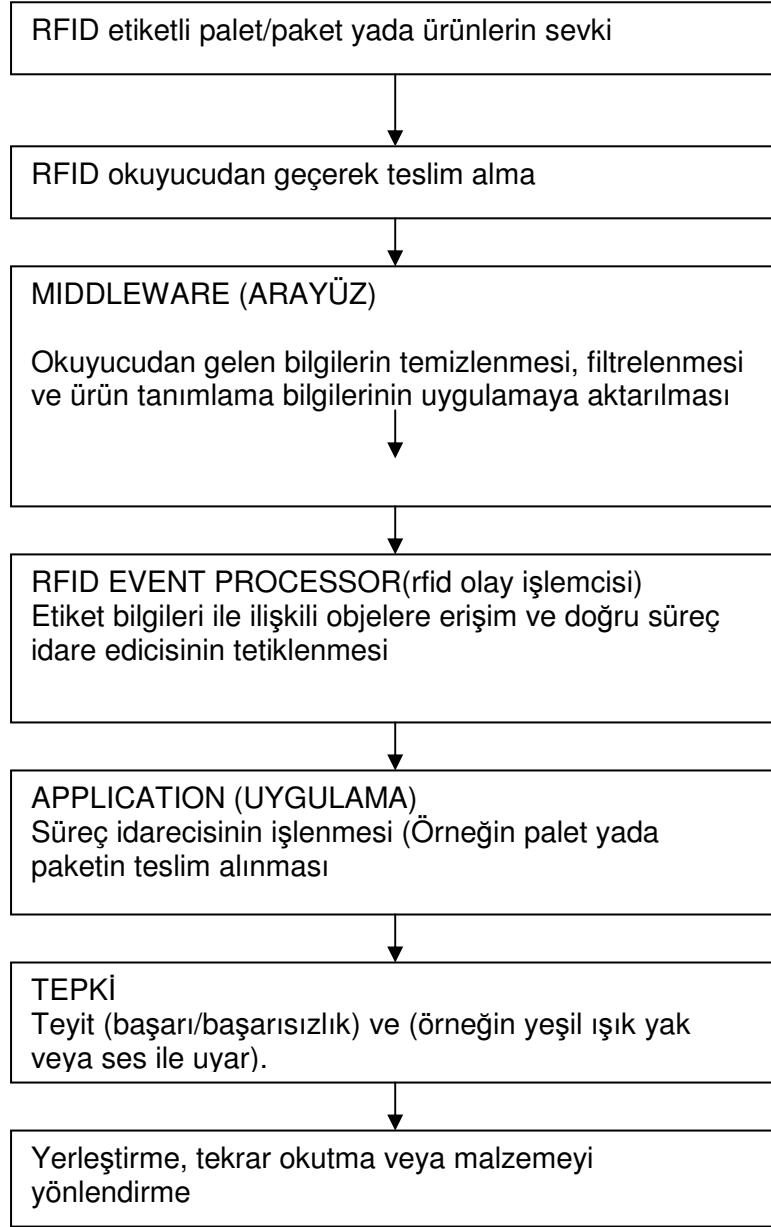 RFID etiketli palet/paket yada ürünlerin sevki
RFID okuyucudan geçerek teslim alma
MIDDLEWARE (ARAYÜZ)
Okuyucudan gelen bilgilerin temizlenmesi, filtrelenmesi
ve ürün tanımlama bilgilerinin uygulamaya aktarılması
RFID EVENT PROCESSOR(rfid olay işlemcisi)
Etiket bilgileri ile ilişkili objelere erişim ve doğru süreç
idare edicisinin tetiklenmesi
APPLICATION (UYGULAMA)
Süreç idarecisinin işlenmesi (Örneğin palet yada
paketin teslim alınması
TEPKİ
Teyit (başarı/başarısızlık) ve (örneğin yeşil ışık yak
veya ses ile uyar).
Yerleştirme, tekrar okutma veya malzemeyi
yönlendirme